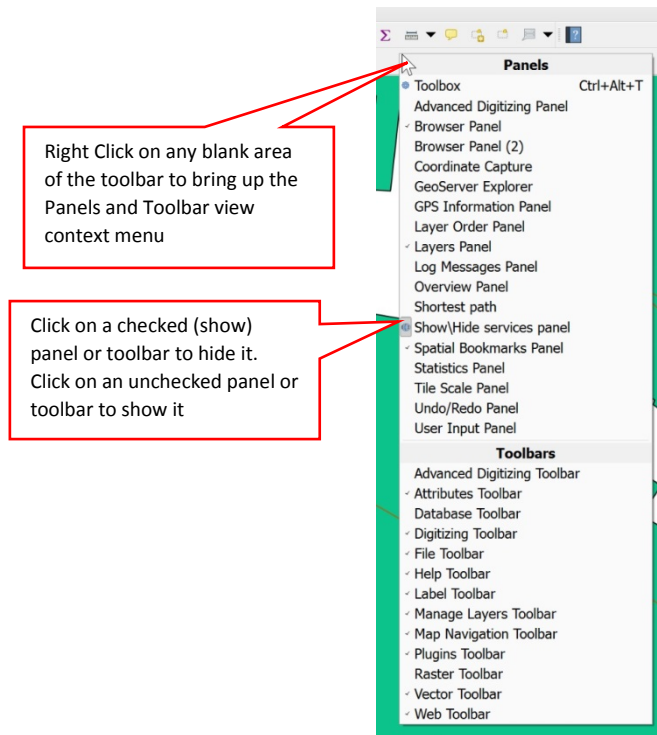 ?
Panels
Toolbox Ctrl+Alt+T
Advanced Digitizing Panel
Browser Panel
Browser Panel (2)
Coordinate Capture
GeoServer Explorer
GPS Information Panel
Layer Order Panel
Layers Panel
Log Messages Panel
Overview Panel
Shortest path
Show\Hide services panel
Spatial Bookmarks Panel
Statistics Panel
Tile Scale Panel
Undo/Redo Panel
User Input Panel
Toolbars
Advanced Digitizing Toolbar
Attributes Toolbar
Database Toolbar
Digitizing Toolbar
File Toolbar
Help Toolbar
Label Toolbar
Manage Layers Toolbar
Map Navigation Toolbar
Plugins Toolbar
Raster Toolbar
Vector Toolbar
Web Toolbar
Right Click on any blank area
of the toolbar to bring up the
Panels and Toolbar view
context menu
Click on a checked (show)
panel or toolbar to hide it.
Click on an unchecked panel or
toolbar to show it